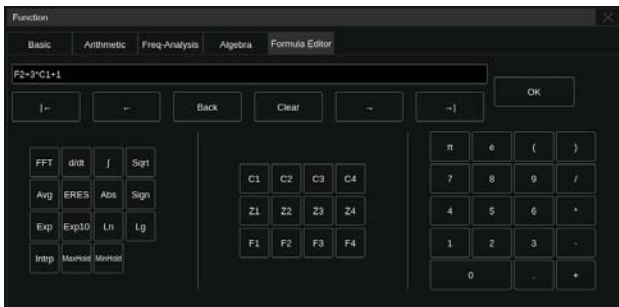 Function
Basic Arithmetic Freq-Analysis Algebra Formula Editor
F2+3*C1+1
OK
|← ← Back Clear → →|
FFT d/dt ∫ Sqrt
Avg ERES Abs Sign
Exp Exp10 Ln Lg
Intrp MaxHold MinHold
C1 C2 C3 C4
Z1 Z2 Z3 Z4
F1 F2 F3 F4
π e ( )
7 8 9 /
4 5 6 *
1 2 3 -
0 . +